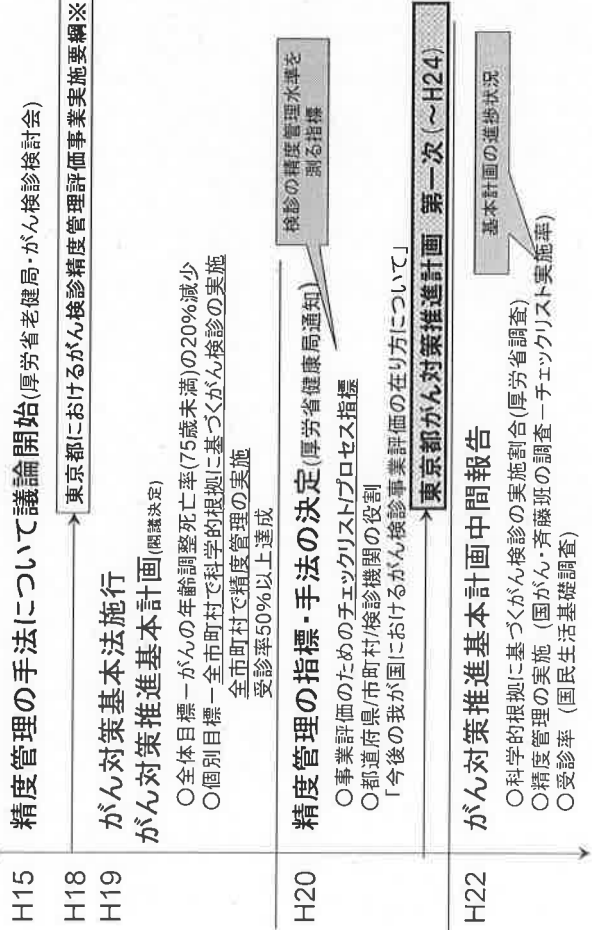 H15 精度管理の手法について議論開始(厚労省老健局・がん検診検討会)
H18 東京都におけるがん検診精度管理評価事業実施要綱※
H19 がん対策基本法施行
がん対策推進基本計画(閣議決定)
○全体目標ーがんの年齢調整死亡率(75歳未満)の20%減少
○個別目標ー全市町村で科学的根拠に基づくがん検診の実施
全市町村で精度管理の実施
受診率50%以上達成
H20 精度管理の指標・手法の決定(厚労省健康局通知)
検診の精度管理水準を
測る指標
○事業評価のためのチェックリスト/プロセス指標
○都道府県/市町村/検診機関の役割
「今後の我が国におけるがん検診事業評価の在り方について」
東京都がん対策推進計画 第一次(～H24)
H22 がん対策推進基本計画中間報告
基本計画の進捗状況
○科学的根拠に基づくがん検診の実施割合(厚労省調査)
○精度管理の実施 (国がん・斉藤班の調査ーチェックリスト実施率)
○受診率 (国民生活基礎調査)